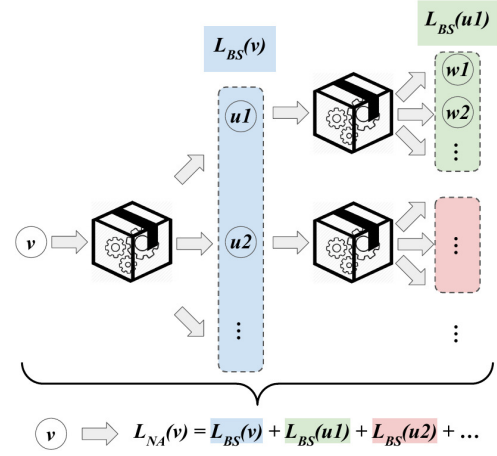 L_BS(v)
L_BS(u1)
w1
u1
w2
⋮
v
u2
⋮
⋮
⋮
v L_NA(v) = L_BS(v) + L_BS(u1) + L_BS(u2) + ...